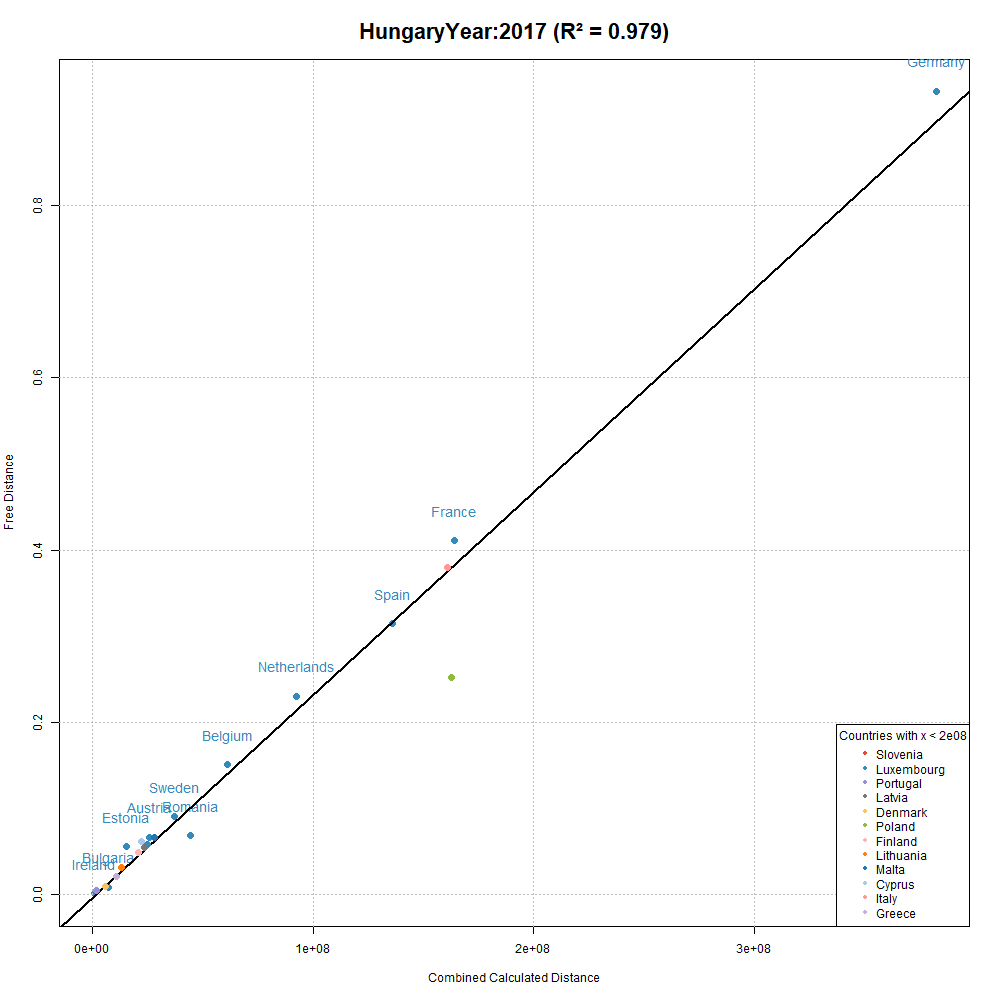 HungaryYear:2017 (R² = 0.979)
Germany
France
Spain
Netherlands
Belgium
Sweden
Austria
Romania
Estonia
Bulgaria
Ireland
Free Distance
0.0
0.2
0.4
0.6
0.8
0e+00
1e+08
2e+08
3e+08
Combined Calculated Distance
Countries with x < 2e08
Slovenia
Luxembourg
Portugal
Latvia
Denmark
Poland
Finland
Lithuania
Malta
Cyprus
Italy
Greece